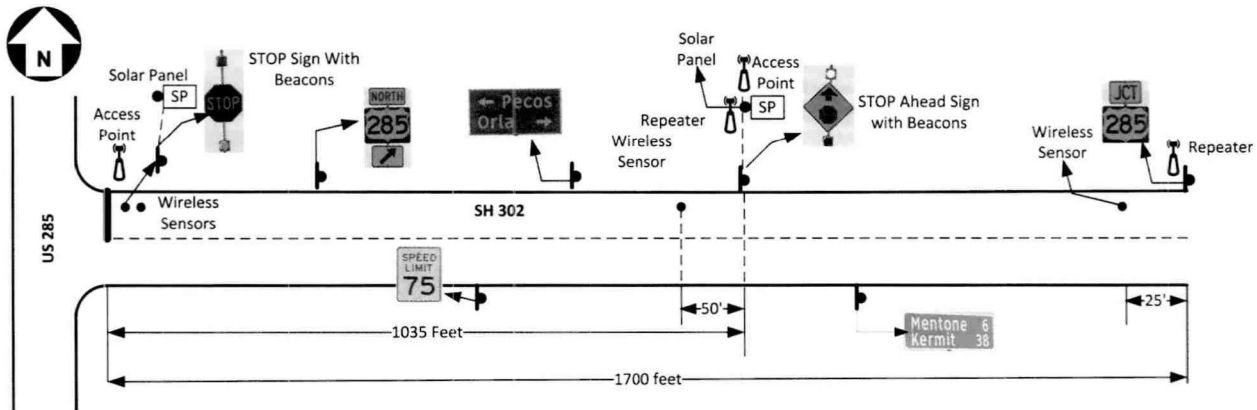 N
Solar Panel
SP
Access
Point
STOP
STOP Sign With
Beacons
NORTH
285
← Pecos
Orla →
Solar
Panel
Access
Point
SP
Repeater
Wireless
Sensor
STOP Ahead Sign
with Beacons
Wireless
Sensor
JCT
285
Repeater
Wireless
Sensors
SH 302
US 285
SPEED
LIMIT
75
50'
25'
1035 Feet
Mentone 6
Kermit 38
1700 feet